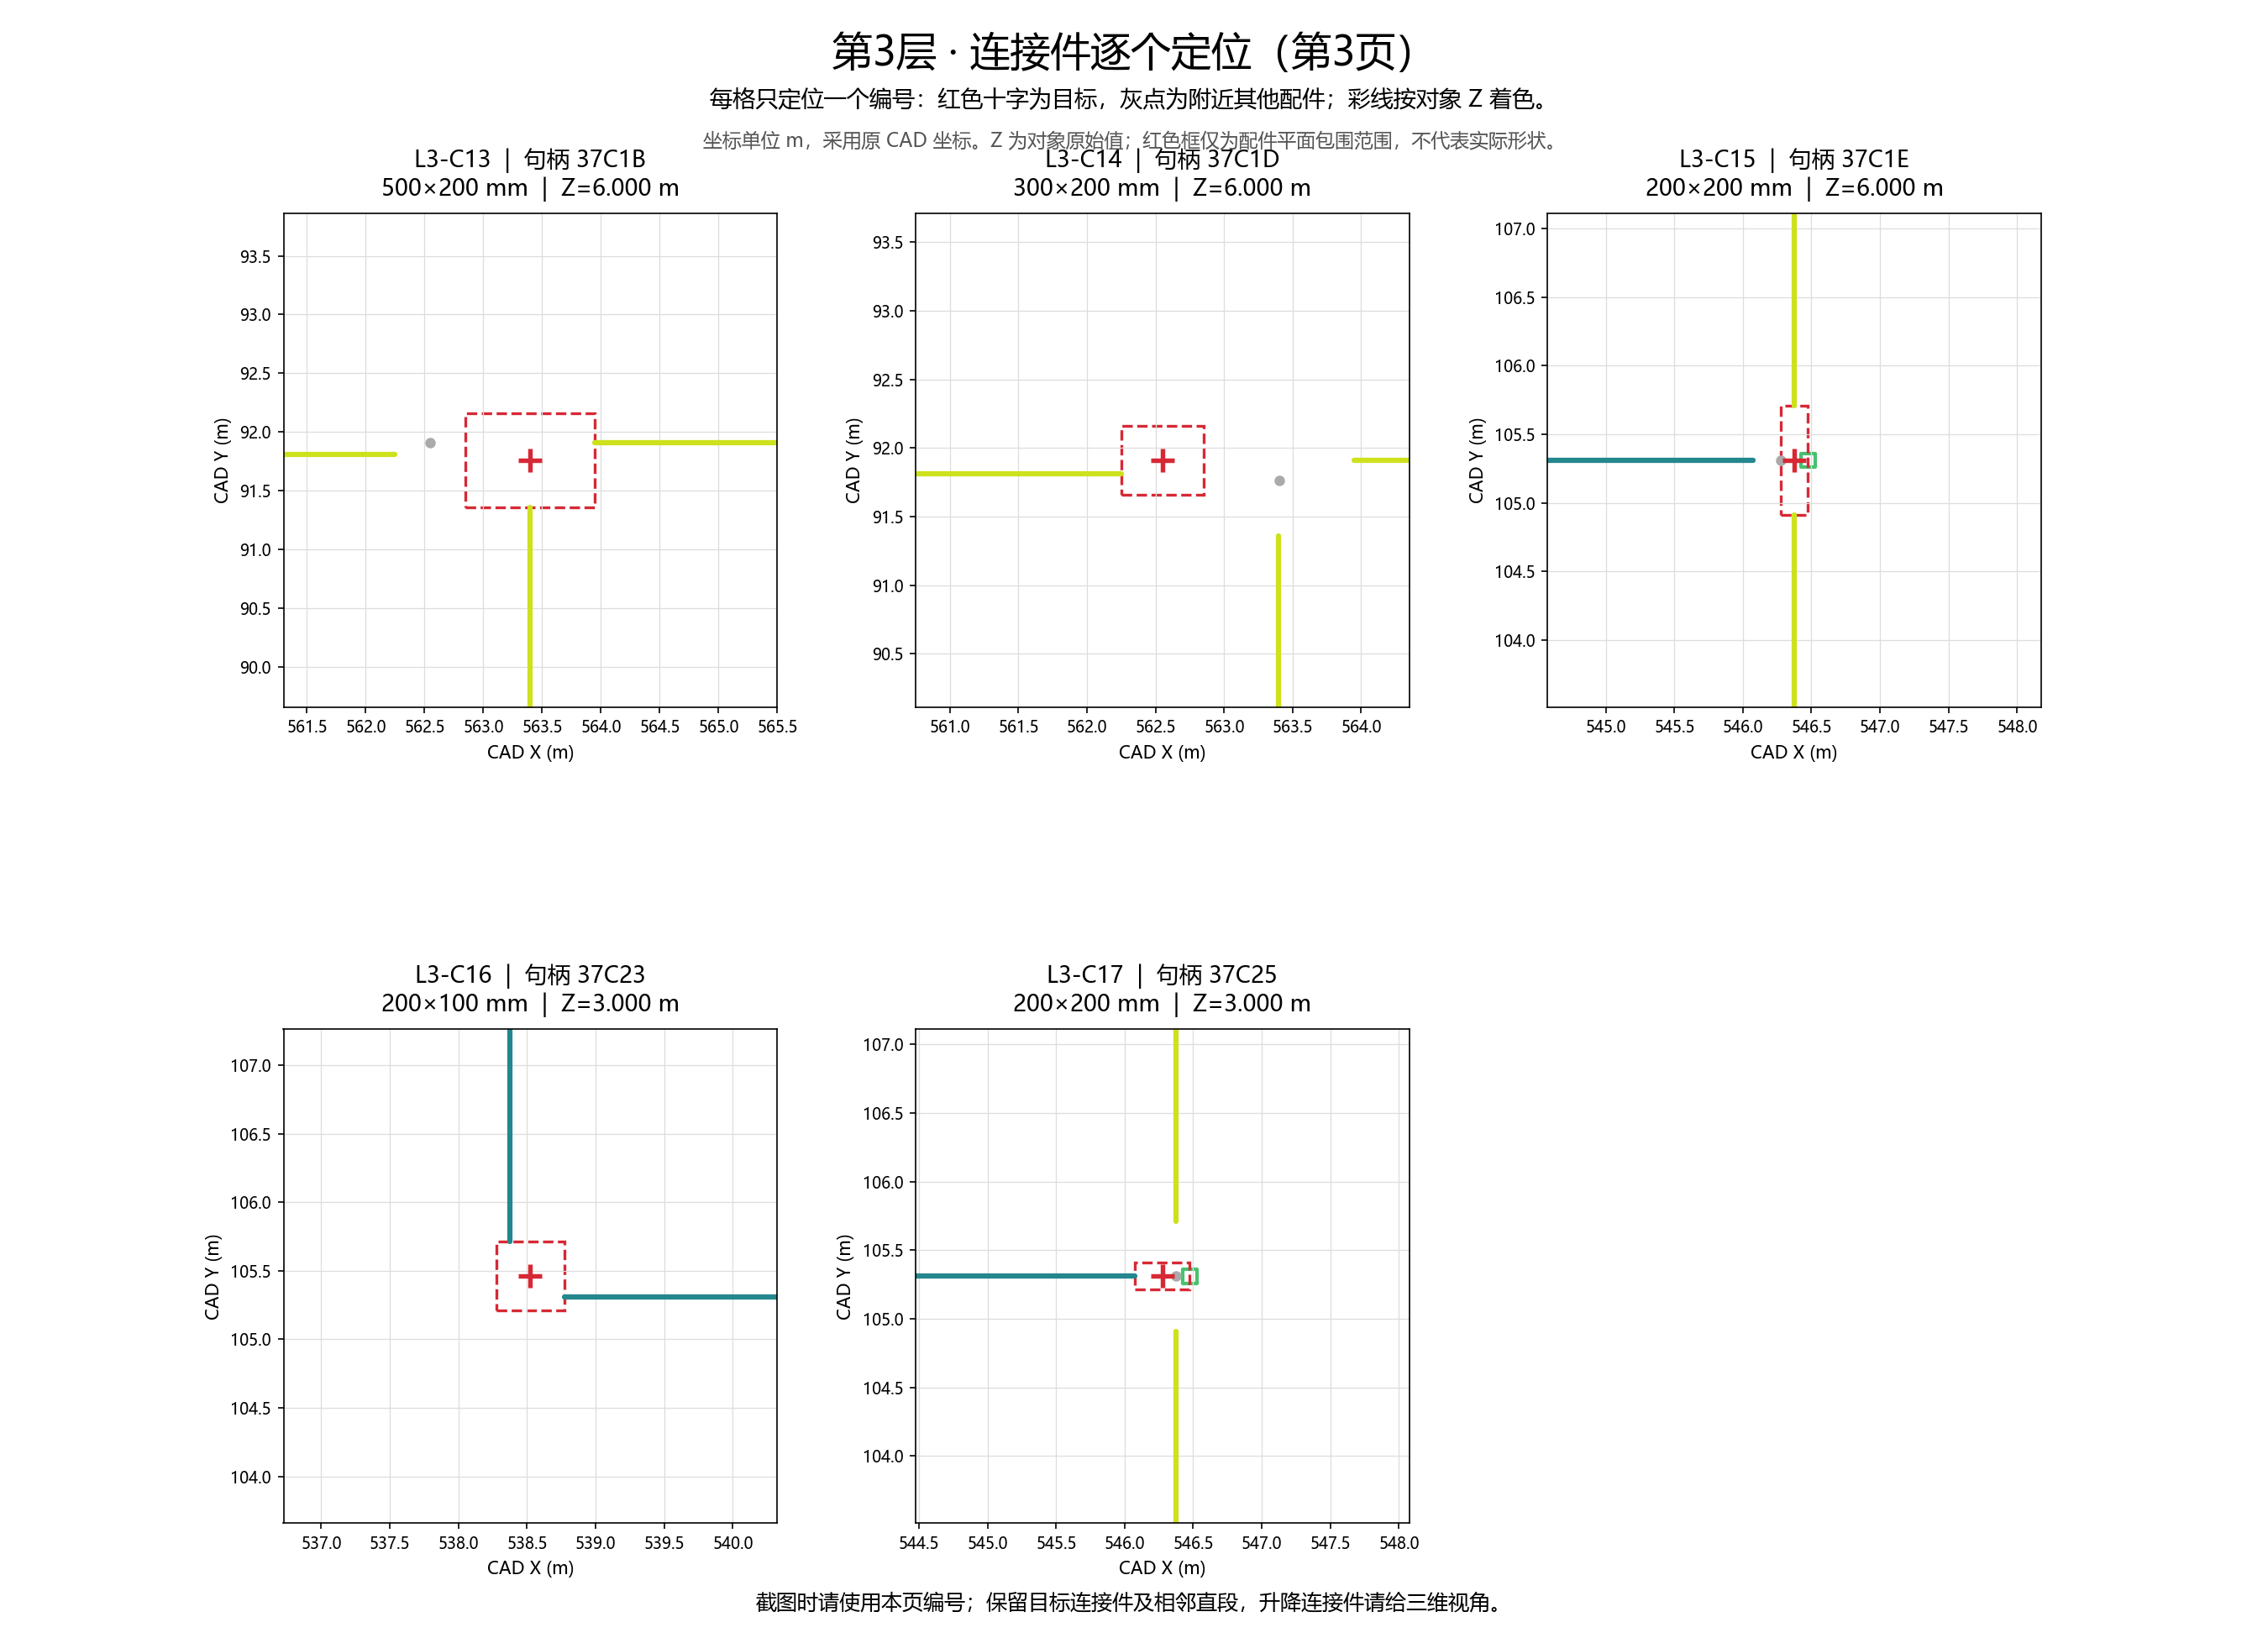 第3层 · 连接件逐个定位（第3页）
每格只定位一个编号：红色十字为目标，灰点为附近其他配件；彩线按对象 Z 着色。
坐标单位 m，采用原 CAD 坐标。Z 为对象原始值；红色框仅为配件平面包围范围，不代表实际形状。
L3-C13 | 句柄 37C1B
500×200 mm | Z=6.000 m
93.5
93.0
92.5
92.0
91.5
91.0
90.5
90.0
CAD Y (m)
561.5 562.0 562.5 563.0 563.5 564.0 564.5 565.0 565.5
CAD X (m)
L3-C14 | 句柄 37C1D
300×200 mm | Z=6.000 m
93.5
93.0
92.5
92.0
91.5
91.0
90.5
CAD Y (m)
561.0 561.5 562.0 562.5 563.0 563.5 564.0
CAD X (m)
L3-C15 | 句柄 37C1E
200×200 mm | Z=6.000 m
107.0
106.5
106.0
105.5
105.0
104.5
104.0
CAD Y (m)
545.0 545.5 546.0 546.5 547.0 547.5 548.0
CAD X (m)
L3-C16 | 句柄 37C23
200×100 mm | Z=3.000 m
107.0
106.5
106.0
105.5
105.0
104.5
104.0
CAD Y (m)
537.0 537.5 538.0 538.5 539.0 539.5 540.0
CAD X (m)
L3-C17 | 句柄 37C25
200×200 mm | Z=3.000 m
107.0
106.5
106.0
105.5
105.0
104.5
104.0
CAD Y (m)
544.5 545.0 545.5 546.0 546.5 547.0 547.5 548.0
CAD X (m)
截图时请使用本页编号；保留目标连接件及相邻直段，升降连接件请给三维视角。